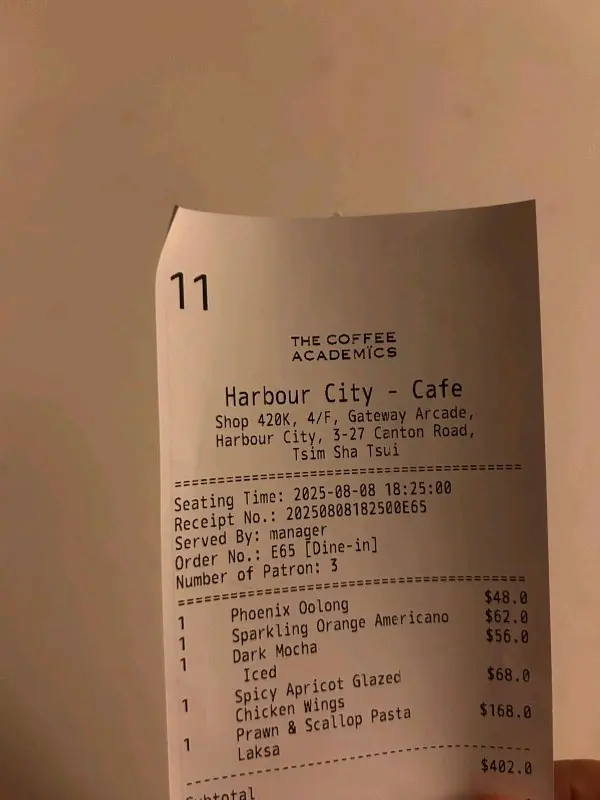 11
THE COFFEE
ACADEMÏCS
Harbour City - Cafe
Shop 420K, 4/F, Gateway Arcade,
Harbour City, 3-27 Canton Road,
Tsim Sha Tsui
================================================
Seating Time: 2025-08-08 18:25:00
Receipt No.: 20250808182500E65
Served By: manager
Order No.: E65 [Dine-in]
Number of Patron: 3
================================================
1 Phoenix Oolong $48.0
1 Sparkling Orange Americano $62.0
1 Dark Mocha $56.0
Iced
1 Spicy Apricot Glazed $68.0
Chicken Wings
1 Prawn & Scallop Pasta $168.0
Laksa
------------------------------------------------
Subtotal $402.0